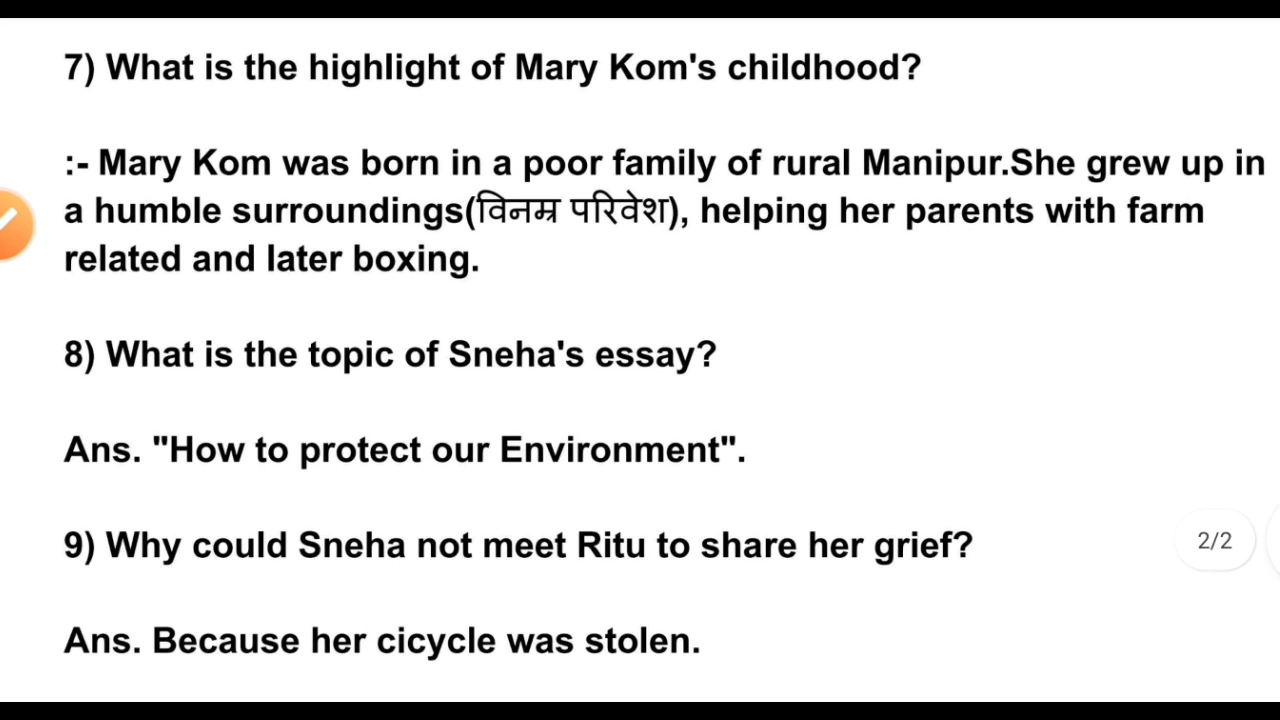 7) What is the highlight of Mary Kom's childhood?
:- Mary Kom was born in a poor family of rural Manipur.She grew up in
a humble surroundings(विनम्र परिवेश), helping her parents with farm
related and later boxing.
8) What is the topic of Sneha's essay?
Ans. "How to protect our Environment".
9) Why could Sneha not meet Ritu to share her grief?
2/2
Ans. Because her cicycle was stolen.